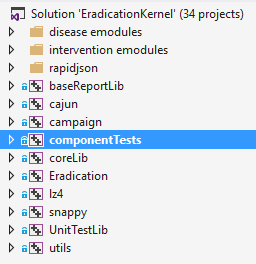 Solution 'EradicationKernel' (34 projects)
disease emodules
intervention emodules
rapidjson
baseReportLib
cajun
campaign
componentTests
coreLib
Eradication
lz4
snappy
UnitTestLib
utils